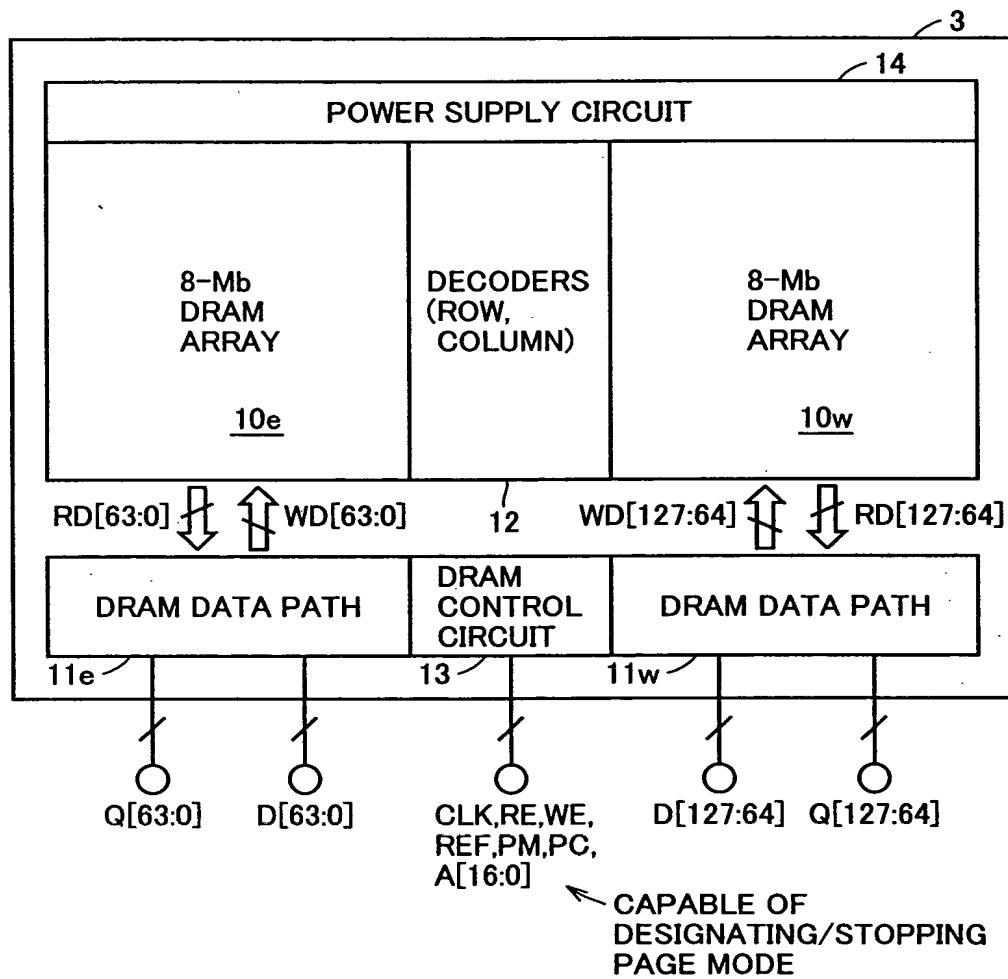 3
14
POWER SUPPLY CIRCUIT
8-Mb
DRAM
ARRAY
10e
DECODERS
(ROW,
COLUMN)
8-Mb
DRAM
ARRAY
10w
RD[63:0]
WD[63:0]
12
WD[127:64]
RD[127:64]
DRAM DATA PATH
DRAM
CONTROL
CIRCUIT
DRAM DATA PATH
11e
13
11w
Q[63:0]
D[63:0]
CLK,RE,WE,
REF,PM,PC,
A[16:0]
D[127:64]
Q[127:64]
CAPABLE OF
DESIGNATING/STOPPING
PAGE MODE